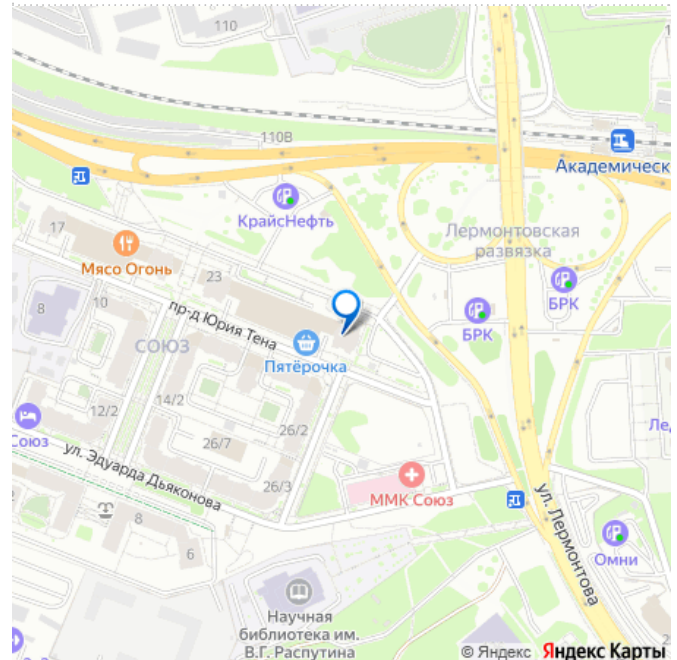 110
110
110В
Академическ
КрайсНефть
17
Лермонтовская
развязка
Мясо Огонь
23
БРК
8
10
пр-д Юрия Тена
БРК
СОЮЗ
Пятёрочка
14/2
12/2
Союз
26/2
Ле
26/7
ул. Эдуарда Дьяконова
ММК Союз
26/3
8
ул. Лермонтова
6
Омни
Научная
библиотека им.
В.Г. Распутина
© Яндекс Яндекс Карты